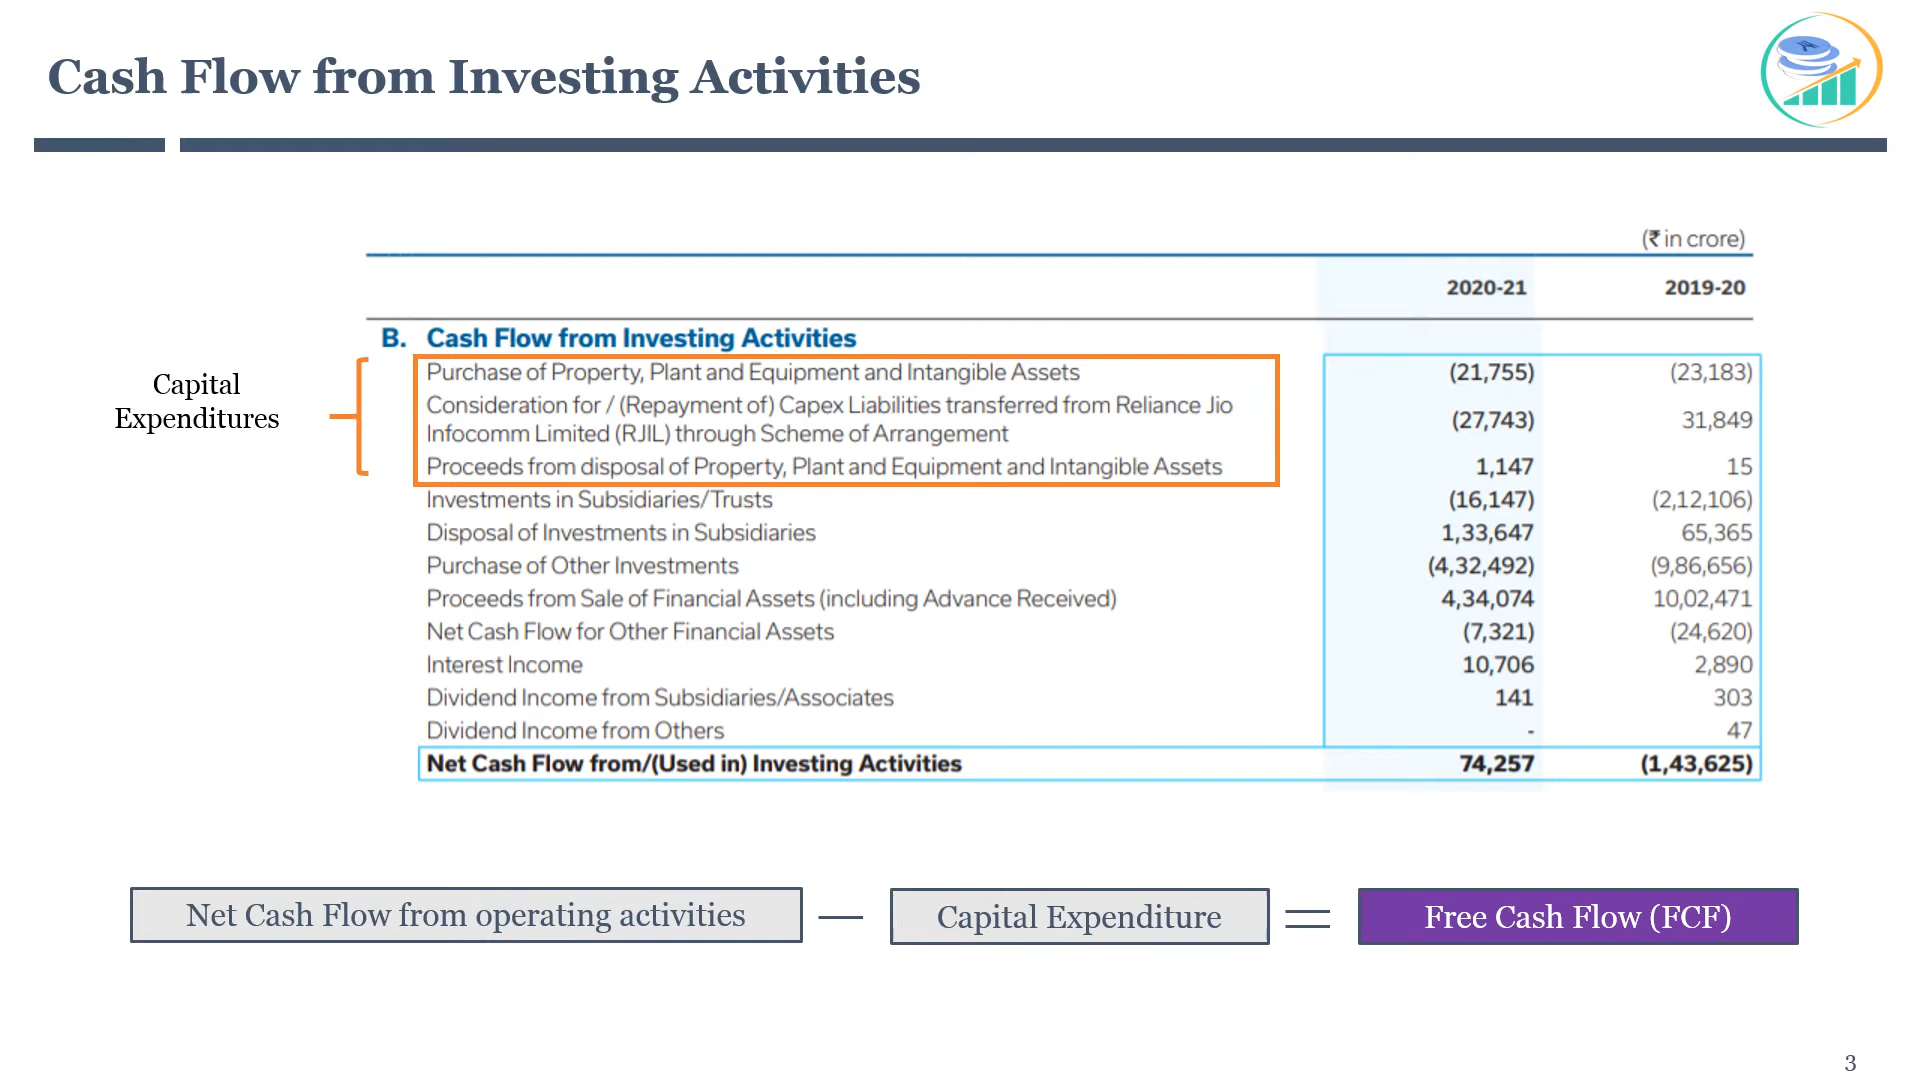 Cash Flow from Investing Activities
(₹ in crore)
2020-21 2019-20
B. Cash Flow from Investing Activities
Capital
Expenditures
Purchase of Property, Plant and Equipment and Intangible Assets (21,755) (23,183)
Consideration for / (Repayment of) Capex Liabilities transferred from Reliance Jio
Infocomm Limited (RJIL) through Scheme of Arrangement (27,743) 31,849
Proceeds from disposal of Property, Plant and Equipment and Intangible Assets 1,147 15
Investments in Subsidiaries/Trusts (16,147) (2,12,106)
Disposal of Investments in Subsidiaries 1,33,647 65,365
Purchase of Other Investments (4,32,492) (9,86,656)
Proceeds from Sale of Financial Assets (including Advance Received) 4,34,074 10,02,471
Net Cash Flow for Other Financial Assets (7,321) (24,620)
Interest Income 10,706 2,890
Dividend Income from Subsidiaries/Associates 141 303
Dividend Income from Others - 47
Net Cash Flow from/(Used in) Investing Activities 74,257 (1,43,625)
Net Cash Flow from operating activities — Capital Expenditure = Free Cash Flow (FCF)
3